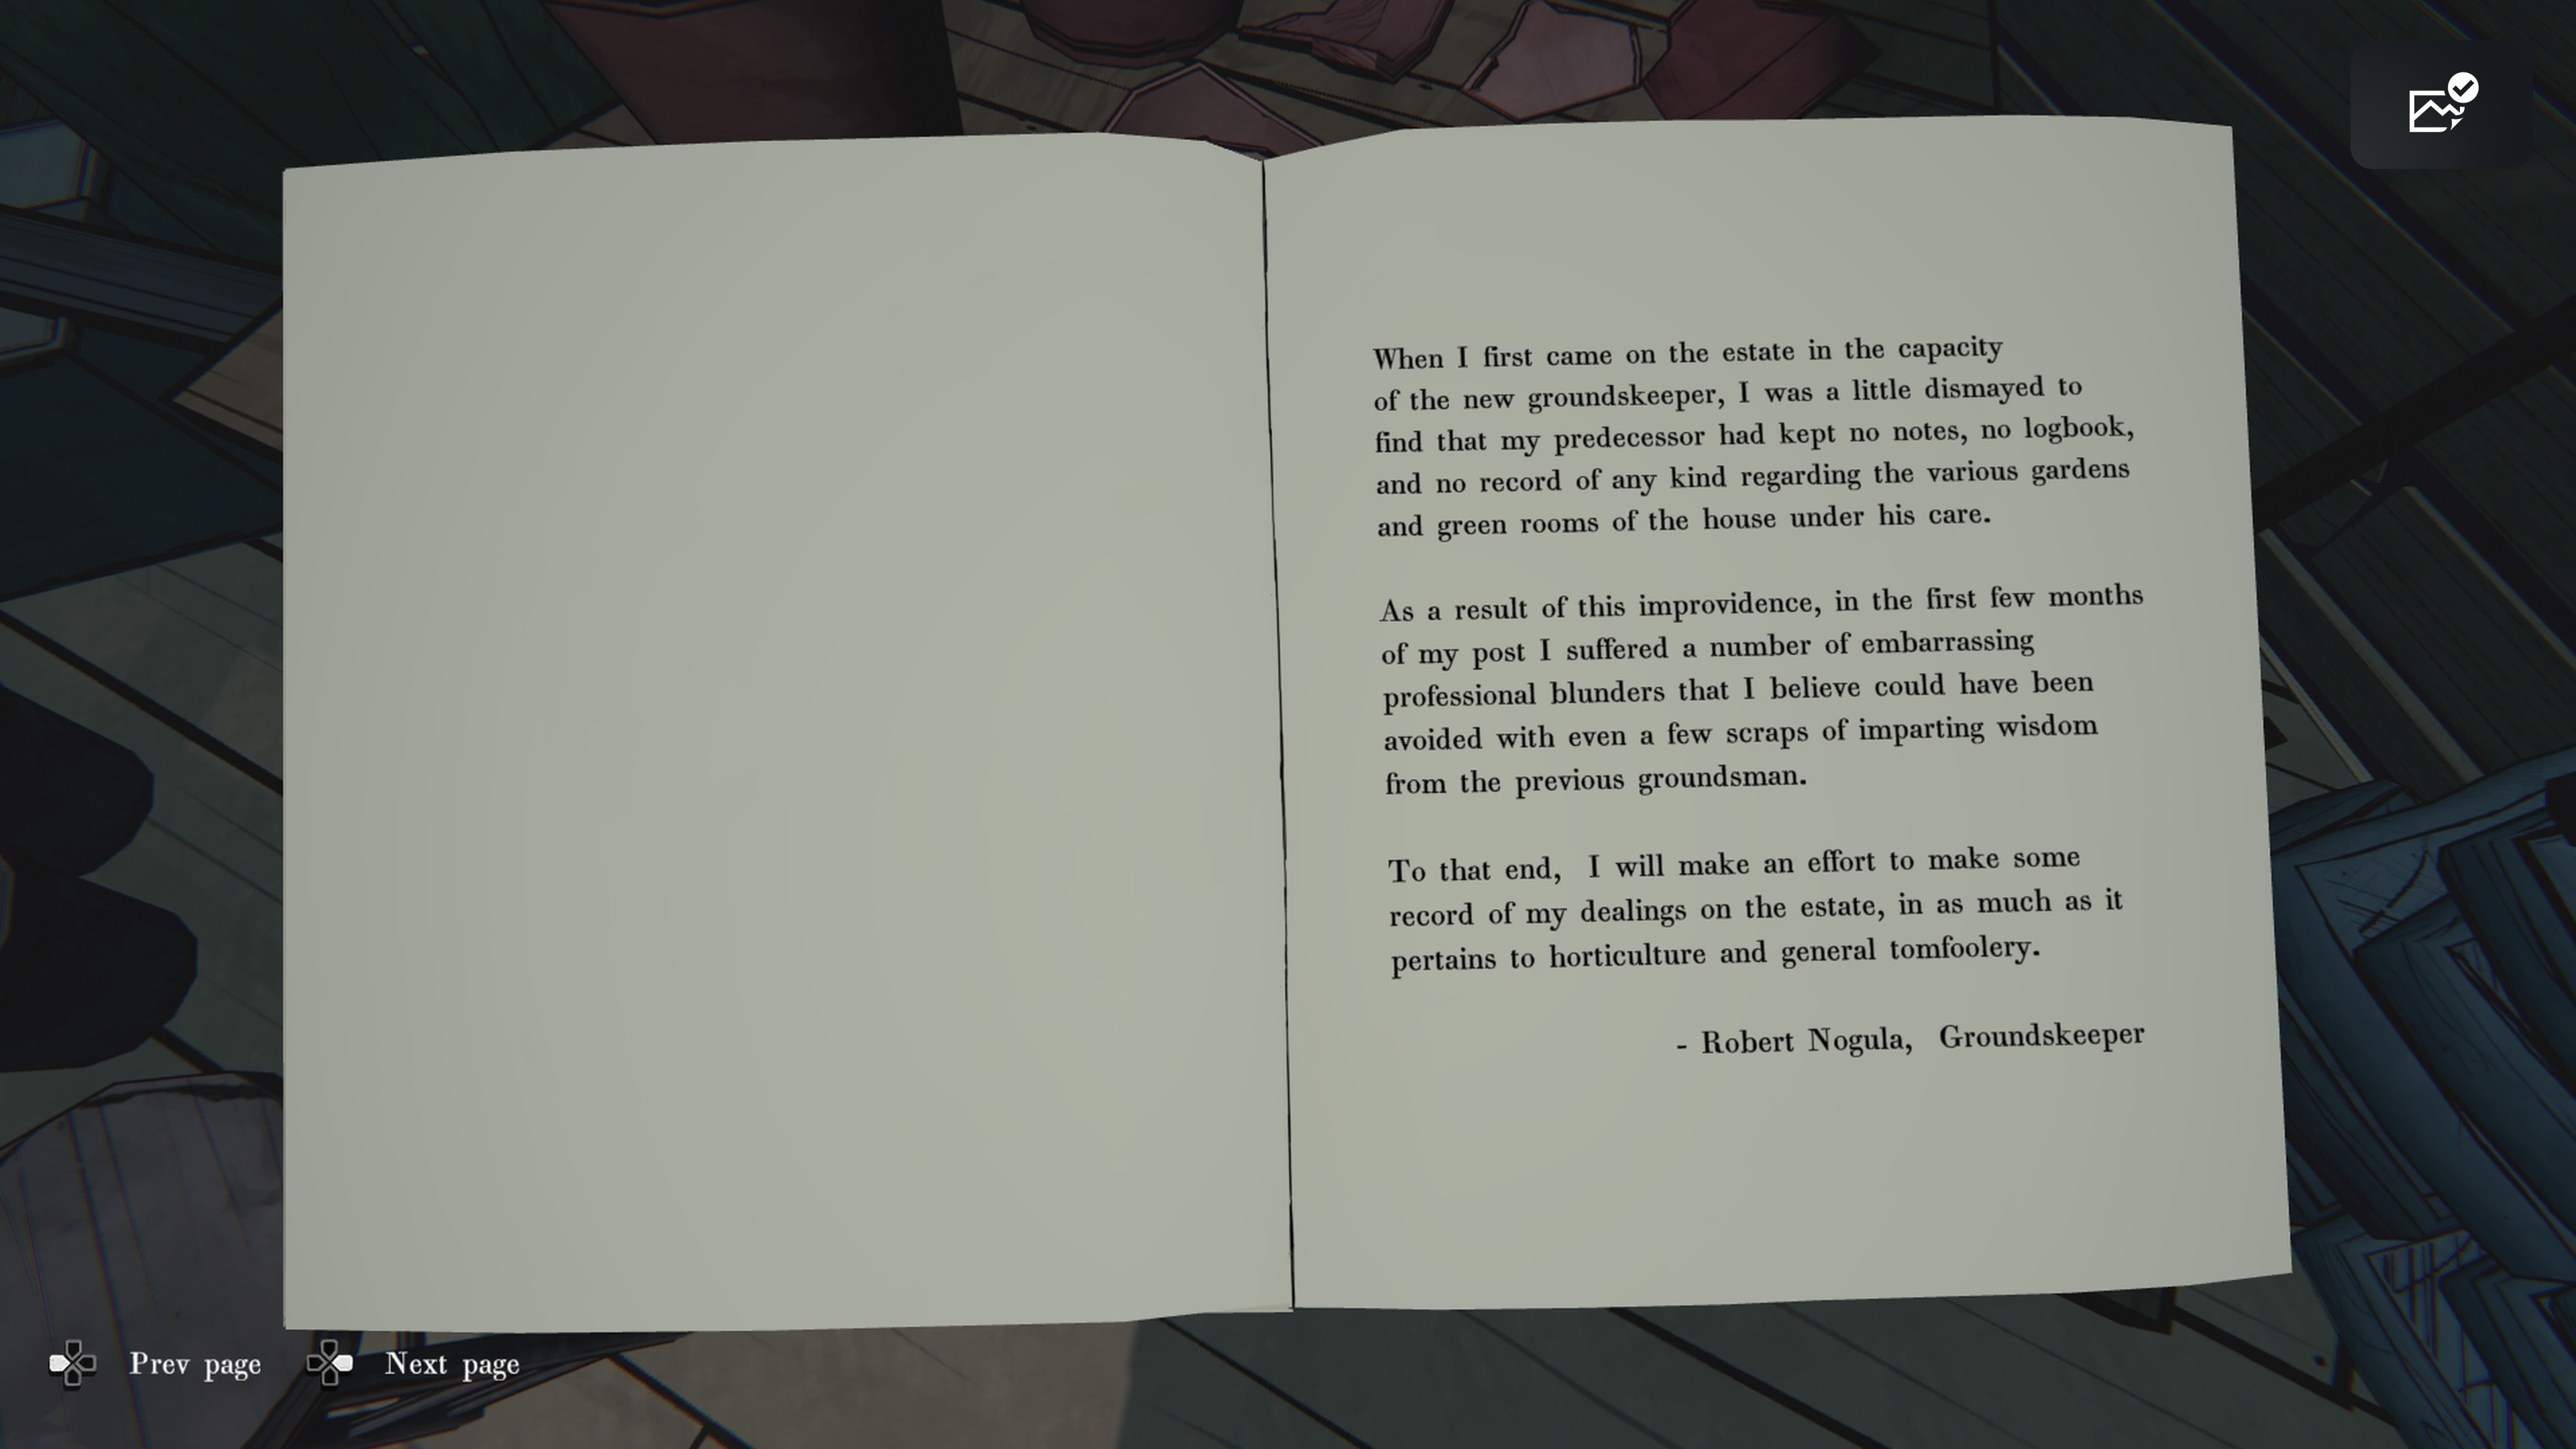 When I first came on the estate in the capacity
of the new groundskeeper, I was a little dismayed to
find that my predecessor had kept no notes, no logbook,
and no record of any kind regarding the various gardens
and green rooms of the house under his care.
As a result of this improvidence, in the first few months
of my post I suffered a number of embarrassing
professional blunders that I believe could have been
avoided with even a few scraps of imparting wisdom
from the previous groundsman.
To that end, I will make an effort to make some
record of my dealings on the estate, in as much as it
pertains to horticulture and general tomfoolery.
- Robert Nogula, Groundskeeper
Prev page
Next page